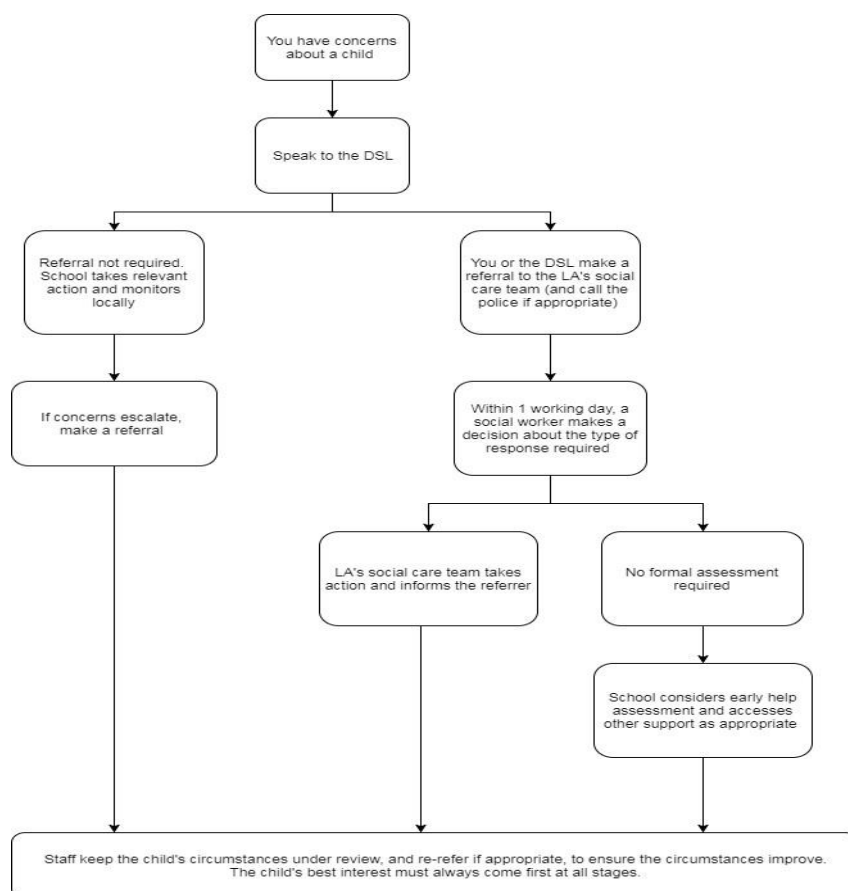 You have concerns
about a child
Speak to the DSL
Referral not required.
School takes relevant
action and monitors
locally
You or the DSL make a
referral to the LA's social
care team (and call the
police if appropriate)
If concerns escalate,
make a referral
Within 1 working day, a
social worker makes a
decision about the type of
response required
LA's social care team takes
action and informs the referrer
No formal assessment
required
School considers early help
assessment and accesses
other support as appropriate
Staff keep the child's circumstances under review, and re-refer if appropriate, to ensure the circumstances improve.
The child's best interest must always come first at all stages.